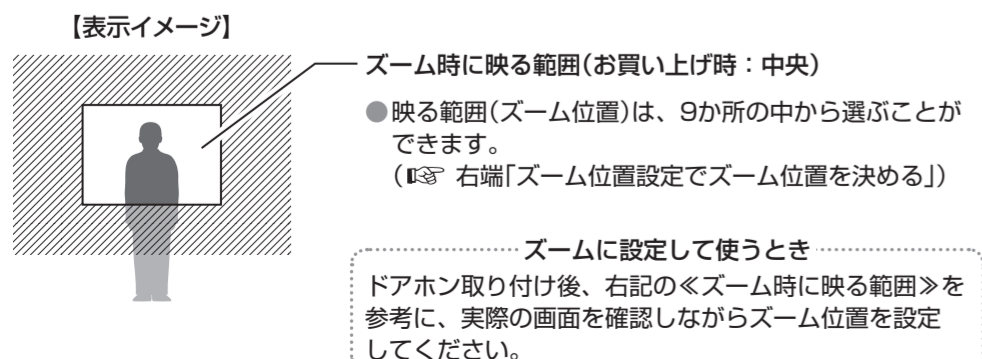 【表示イメージ】
ズーム時に映る範囲(お買い上げ時：中央)
●映る範囲(ズーム位置)は、9か所の中から選ぶことが
できます。
(☞ 右端「ズーム位置設定でズーム位置を決める」)
ズームに設定して使うとき
ドアホン取り付け後、右記の≪ズーム時に映る範囲≫を
参考に、実際の画面を確認しながらズーム位置を設定
してください。